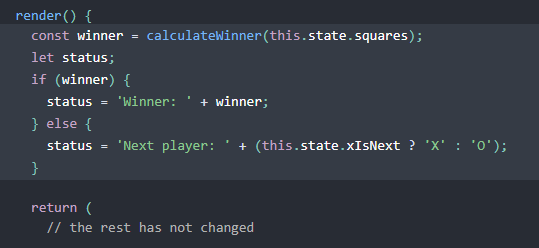 render() {
  const winner = calculateWinner(this.state.squares);
  let status;
  if (winner) {
    status = 'Winner: ' + winner;
  } else {
    status = 'Next player: ' + (this.state.xIsNext ? 'X' : 'O');
  }

  return (
    // the rest has not changed